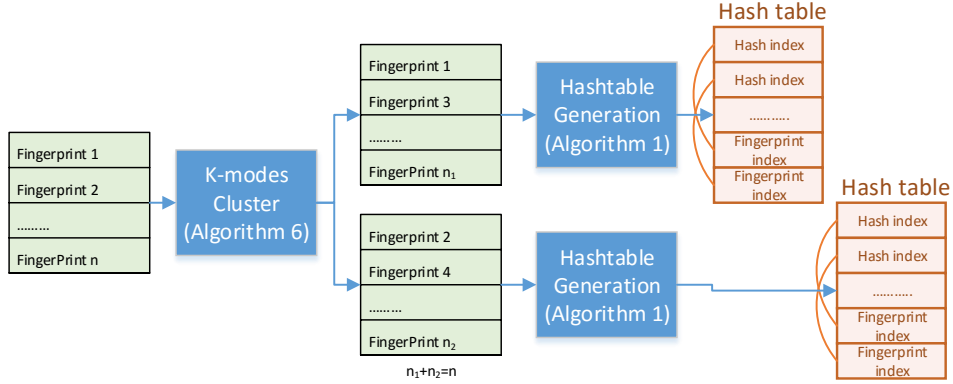 Fingerprint 1
Fingerprint 2
.........
FingerPrint n
K-modes
Cluster
(Algorithm 6)
Fingerprint 1
Fingerprint 3
.........
FingerPrint n₁
Hashtable
Generation
(Algorithm 1)
Hash table
Hash index
Hash index
...........
Fingerprint
index
Fingerprint
index
Fingerprint 2
Fingerprint 4
.........
FingerPrint n₂
n₁+n₂=n
Hashtable
Generation
(Algorithm 1)
Hash table
Hash index
Hash index
...........
Fingerprint
index
Fingerprint
index